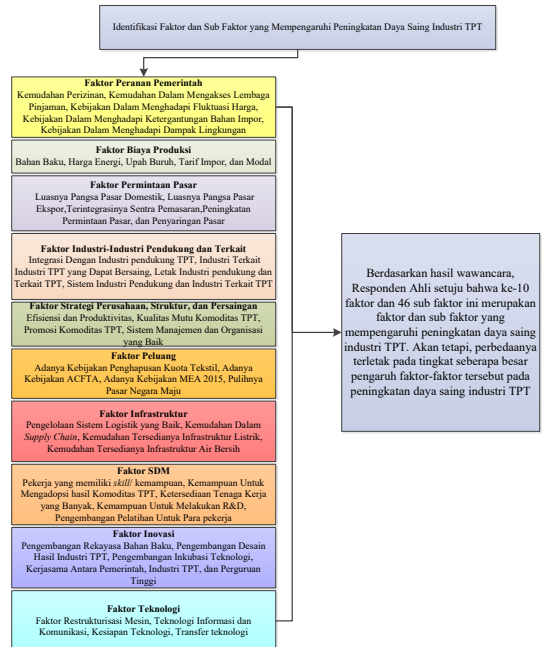 Identifikasi Faktor dan Sub Faktor yang Mempengaruhi Peningkatan Daya Saing Industri TPT
Faktor Peranan Pemerintah
Kemudahan Perizinan, Kemudahan Dalam Mengakses Lembaga
Pinjaman, Kebijakan Dalam Menghadapi Fluktuasi Harga,
Kebijakan Dalam Menghadapi Ketergantungan Bahan Impor,
Kebijakan Dalam Menghadapi Dampak Lingkungan
Faktor Biaya Produksi
Bahan Baku, Harga Energi, Upah Buruh, Tarif Impor, dan Modal
Faktor Permintaan Pasar
Luasnya Pangsa Pasar Domestik, Luasnya Pangsa Pasar
Ekspor,Terintegrasinya Sentra Pemasaran,Peningkatan
Permintaan Pasar, dan Penyaringan Pasar
Faktor Industri-Industri Pendukung dan Terkait
Integrasi Dengan Industri pendukung TPT, Industri Terkait
Industri TPT yang Dapat Bersaing, Letak Industri pendukung dan
Terkait TPT, Sistem Industri Pendukung dan Industri Terkait TPT
Faktor Strategi Perusahaan, Struktur, dan Persaingan
Efisiensi dan Produktivitas, Kualitas Mutu Komoditas TPT,
Promosi Komoditas TPT, Sistem Manajemen dan Organisasi
yang Baik
Faktor Peluang
Adanya Kebijakan Penghapusan Kuota Tekstil, Adanya
Kebijakan ACFTA, Adanya Kebijakan MEA 2015, Pulihnya
Pasar Negara Maju
Faktor Infrastruktur
Pengelolaan Sistem Logistik yang Baik, Kemudahan Dalam
Supply Chain, Kemudahan Tersedianya Infrastruktur Listrik,
Kemudahan Tersedianya Infrastruktur Air Bersih
Faktor SDM
Pekerja yang memiliki skill/ kemampuan, Kemampuan Untuk
Mengadopsi hasil Komoditas TPT, Ketersediaan Tenaga Kerja
yang Banyak, Kemampuan Untuk Melakukan R&D,
Pengembangan Pelatihan Untuk Para pekerja
Faktor Inovasi
Pengembangan Rekayasa Bahan Baku, Pengembangan Desain
Hasil Industri TPT, Pengembangan Inkubasi Teknologi,
Kerjasama Antara Pemerintah, Industri TPT, dan Perguruan
Tinggi
Faktor Teknologi
Faktor Restrukturisasi Mesin, Teknologi Informasi dan
Komunikasi, Kesiapan Teknologi, Transfer teknologi
Berdasarkan hasil wawancara,
Responden Ahli setuju bahwa ke-10
faktor dan 46 sub faktor ini merupakan
faktor dan sub faktor yang
mempengaruhi peningkatan daya saing
industri TPT. Akan tetapi, perbedaanya
terletak pada tingkat seberapa besar
pengaruh faktor-faktor tersebut pada
peningkatan daya saing industri TPT